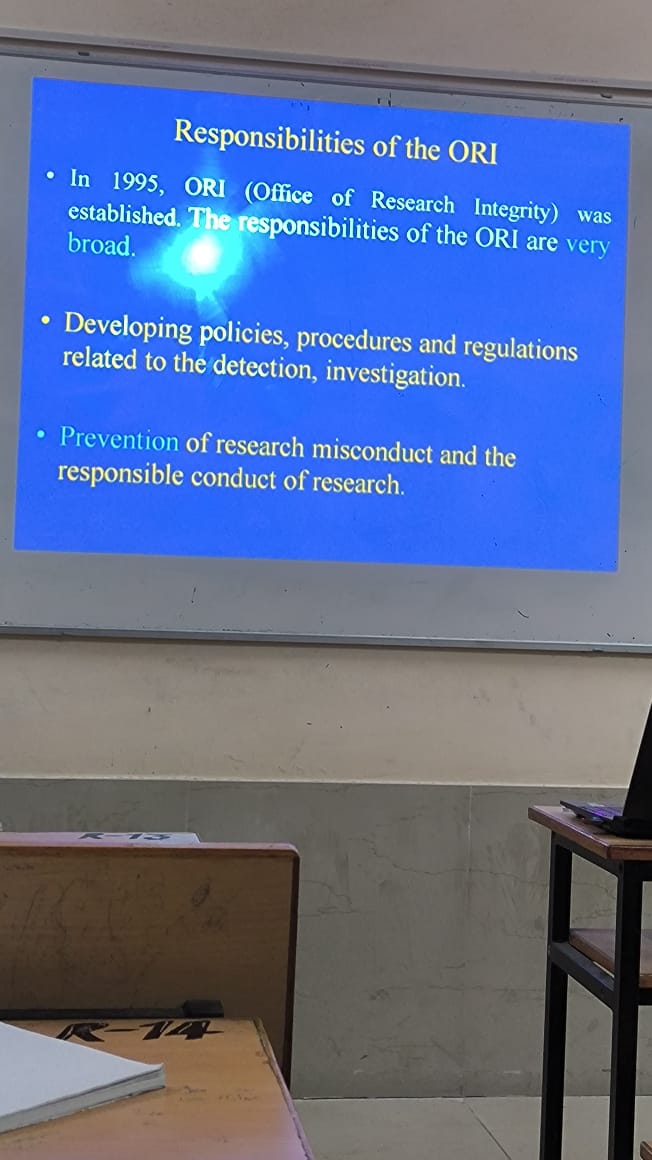 Responsibilities of the ORI
• In 1995, ORI (Office of Research Integrity) was
established. The responsibilities of the ORI are very
broad.
• Developing policies, procedures and regulations
related to the detection, investigation.
• Prevention of research misconduct and the
responsible conduct of research.
R-13
R-14